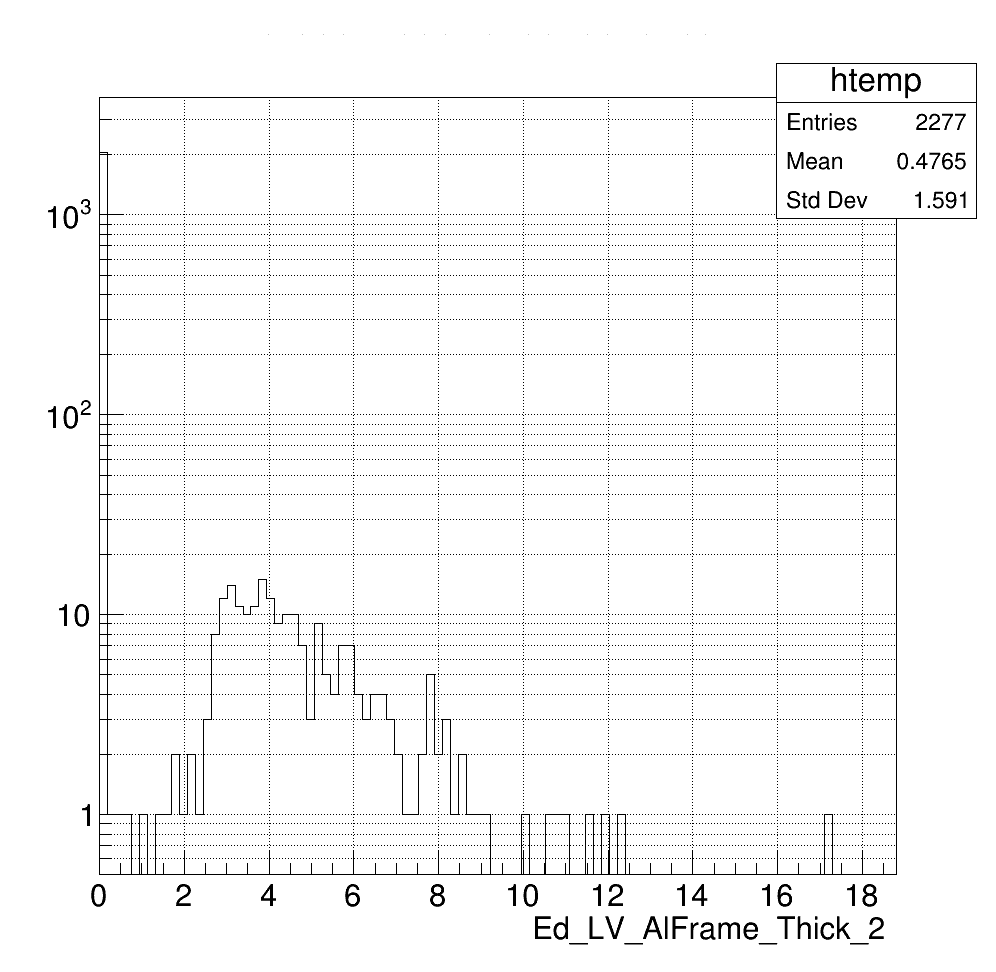 htemp
Entries 2277
Mean 0.4765
Std Dev 1.591
10³
10²
10
1
0 2 4 6 8 10 12 14 16 18
Ed_LV_AlFrame_Thick_2